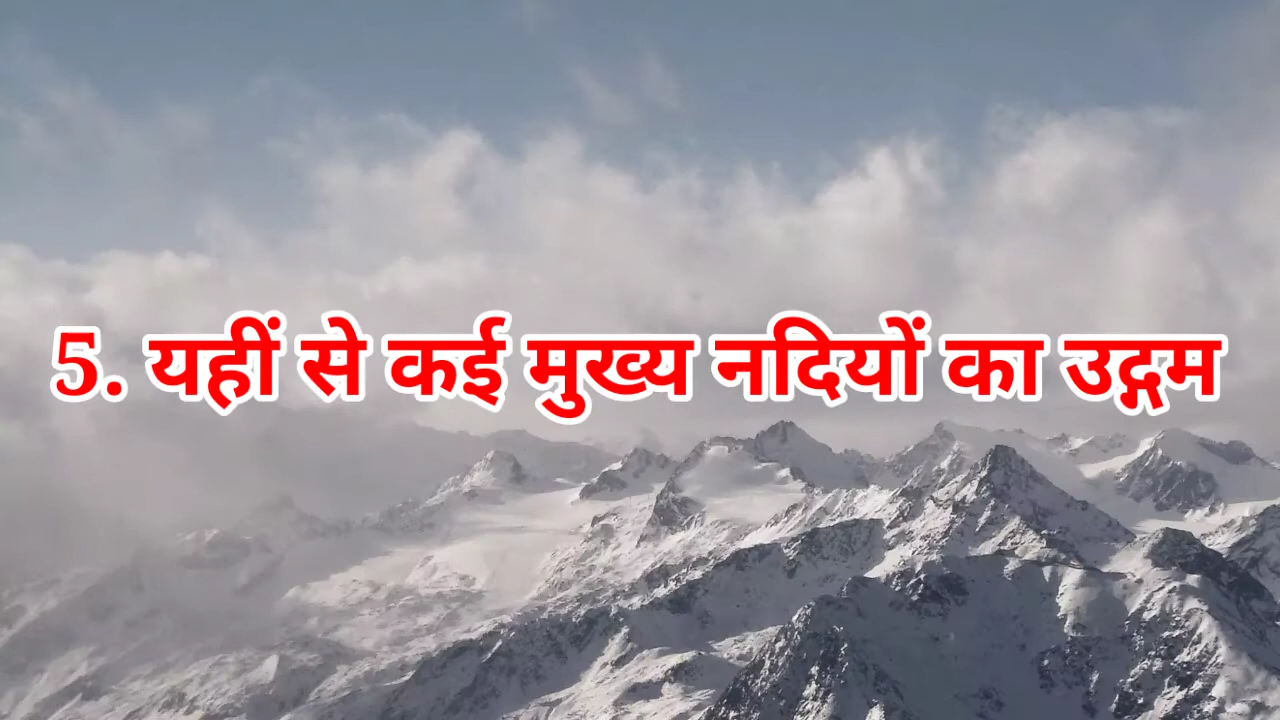 5. यहीं से कई मुख्य नदियों का उद्गम